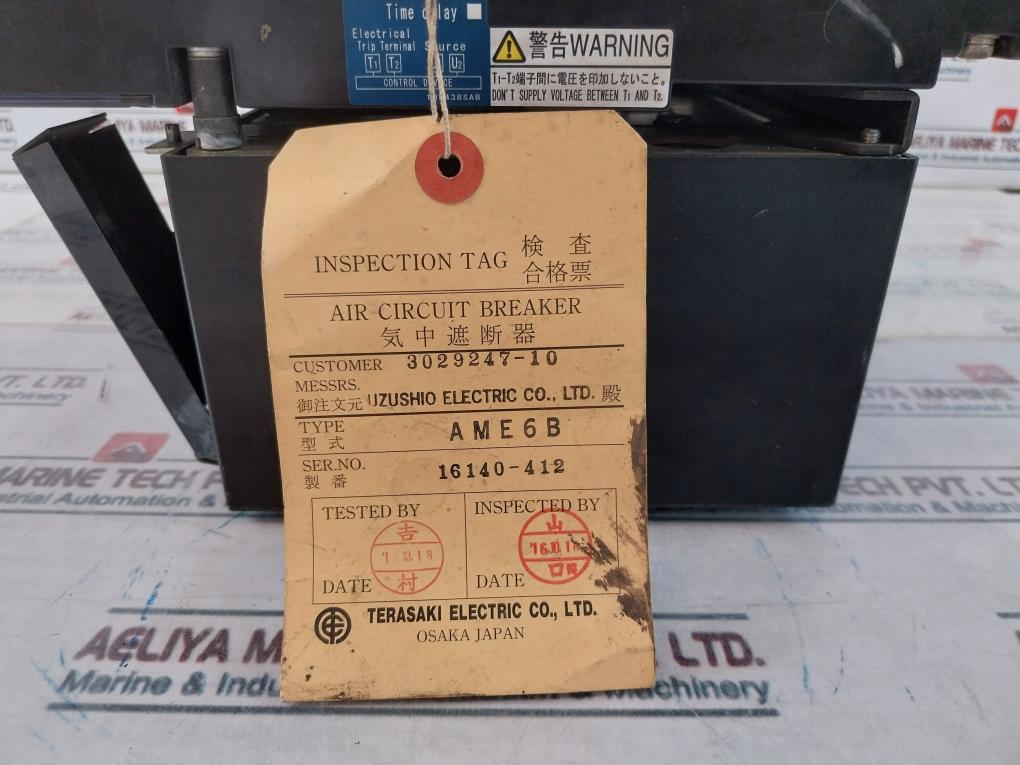 Time delay
Electrical
Trip Terminal Source
T1 T2 U2
CONTROL DEVICE
警告WARNING
T1-T2端子間に電圧を印加しないこと。
DON'T SUPPLY VOLTAGE BETWEEN T1 AND T2.
INSPECTION TAG 検査
合格票
AIR CIRCUIT BREAKER
気中遮断器
CUSTOMER 3029247-10
MESSRS.
御注文元 UZUSHIO ELECTRIC CO., LTD. 殿
TYPE
型式 AME6B
SER.NO.
製番 16140-412
TESTED BY
吉
村
DATE
INSPECTED BY
山
口
DATE
TERASAKI ELECTRIC CO., LTD.
OSAKA JAPAN
AELIYA MARINE TECH PVT. LTD.
Marine & Industrial Automation & Machinery